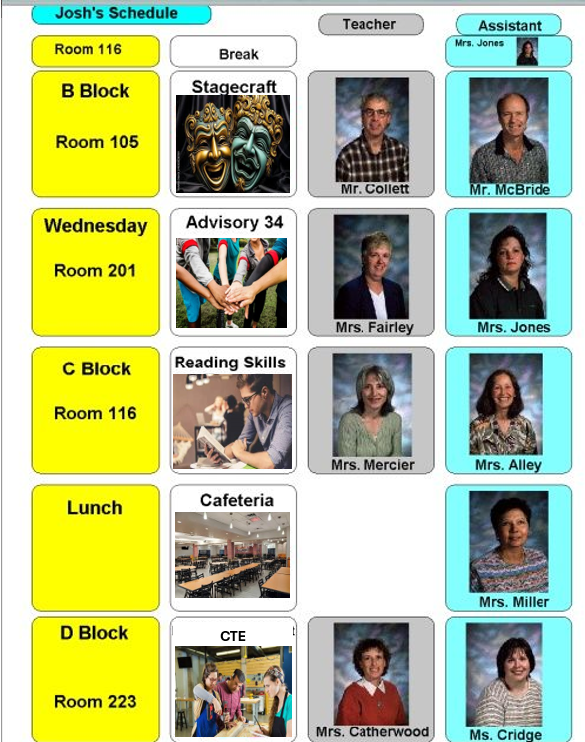 Josh's Schedule
Teacher
Assistant
Room 116
Break
Mrs. Jones
B Block
Room 105
Stagecraft
Mr. Collett
Mr. McBride
Wednesday
Room 201
Advisory 34
Mrs. Fairley
Mrs. Jones
C Block
Room 116
Reading Skills
Mrs. Mercier
Mrs. Alley
Lunch
Cafeteria
Mrs. Miller
D Block
Room 223
CTE
Mrs. Catherwood
Ms. Cridge